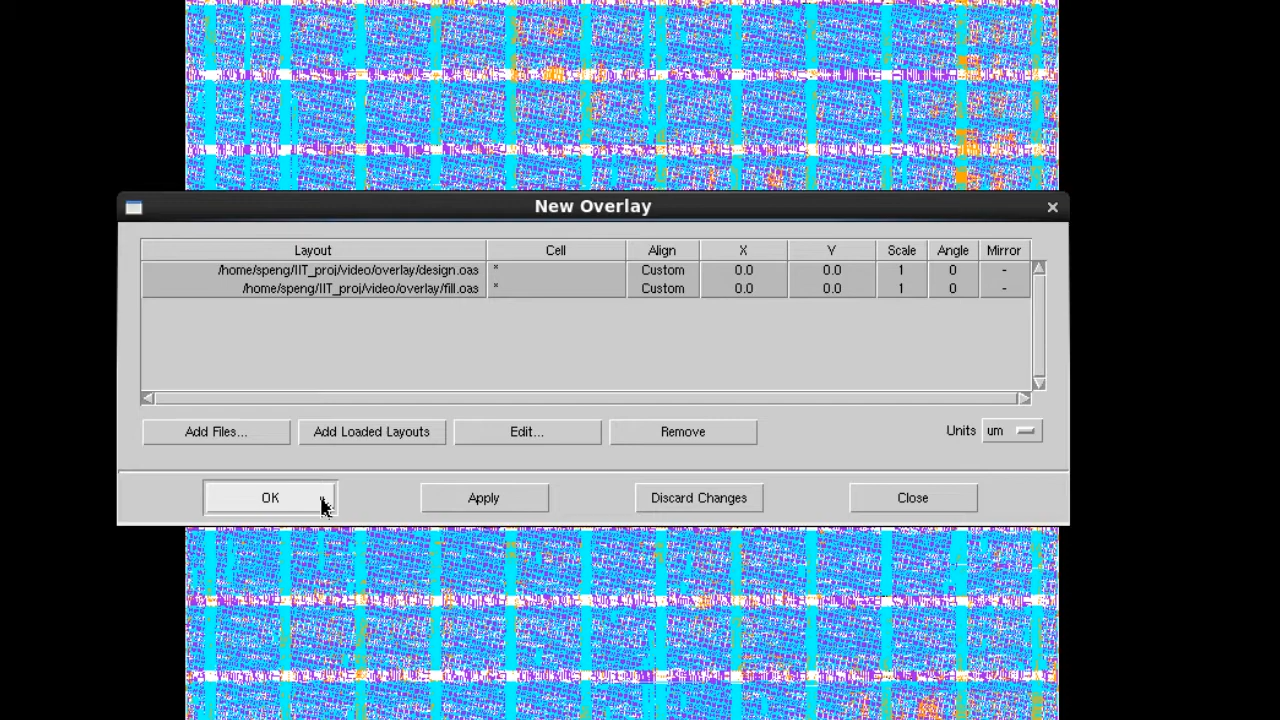 New Overlay
Layout Cell Align X Y Scale Angle Mirror
/home/speng/IIT_proj/video/overlay/design.oas * Custom 0.0 0.0 1 0 -
/home/speng/IIT_proj/video/overlay/fill.oas * Custom 0.0 0.0 1 0 -
Add Files... Add Loaded Layouts Edit... Remove Units um
OK Apply Discard Changes Close